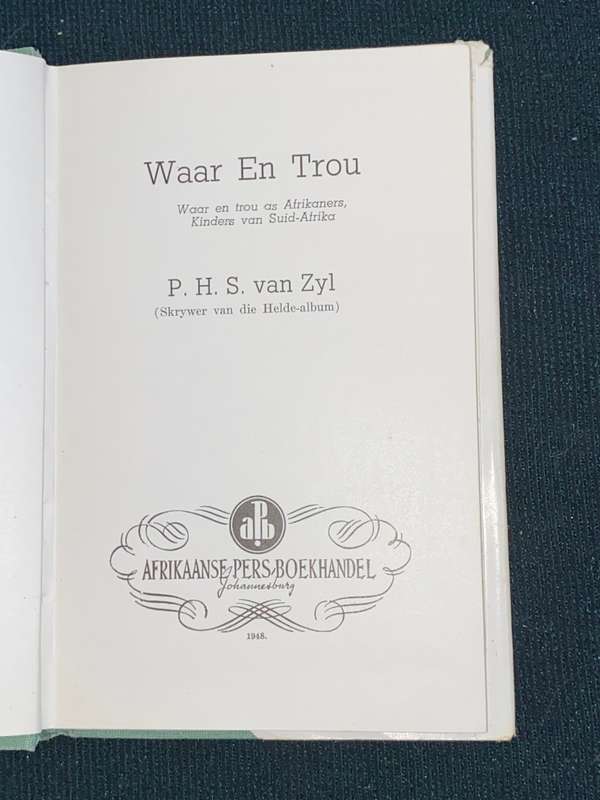 Waar En Trou
Waar en trou as Afrikaners,
Kinders van Suid-Afrika
P. H. S. van Zyl
(Skrywer van die Helde-album)
aPb
AFRIKAANSE PERS BOEKHANDEL
Johannesburg
1948.